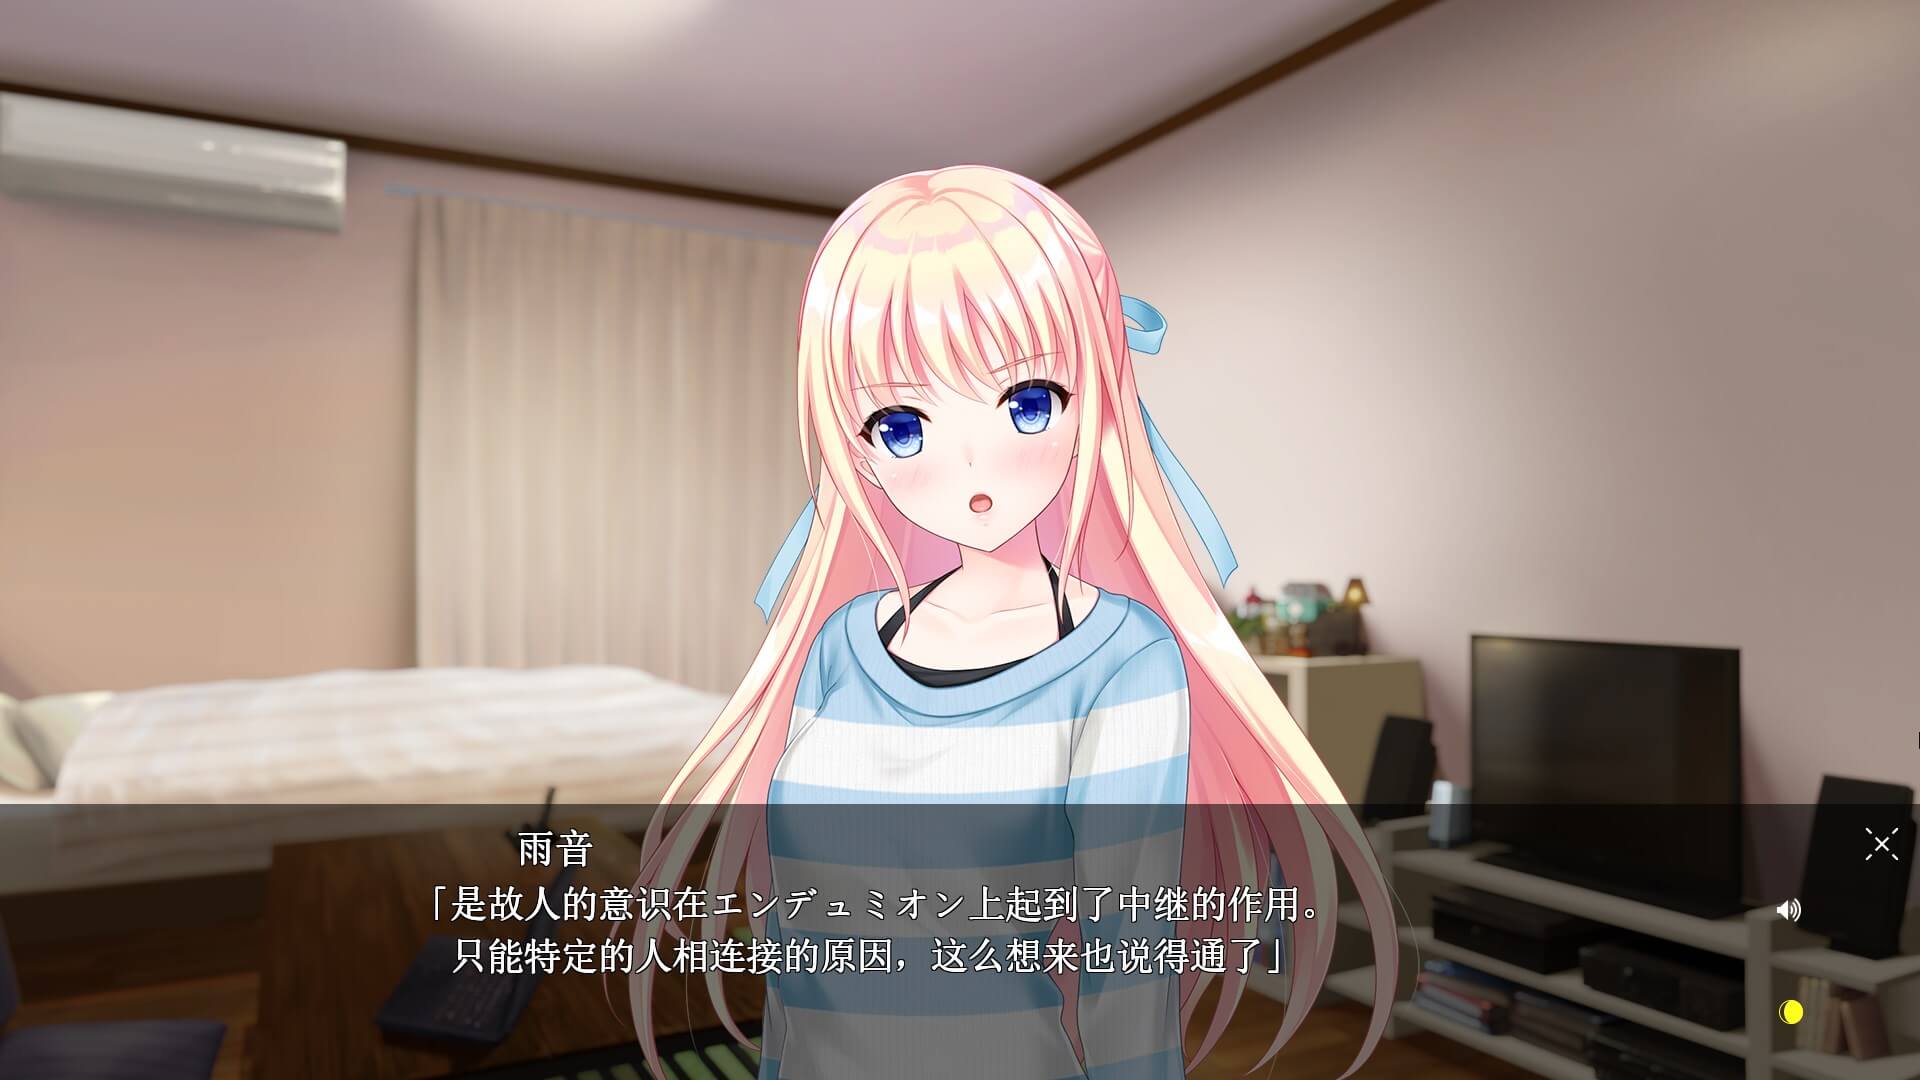 雨音
「是故人的意识在エンデュミオン上起到了中继的作用。
只能特定的人相连接的原因，这么想来也说得通了」